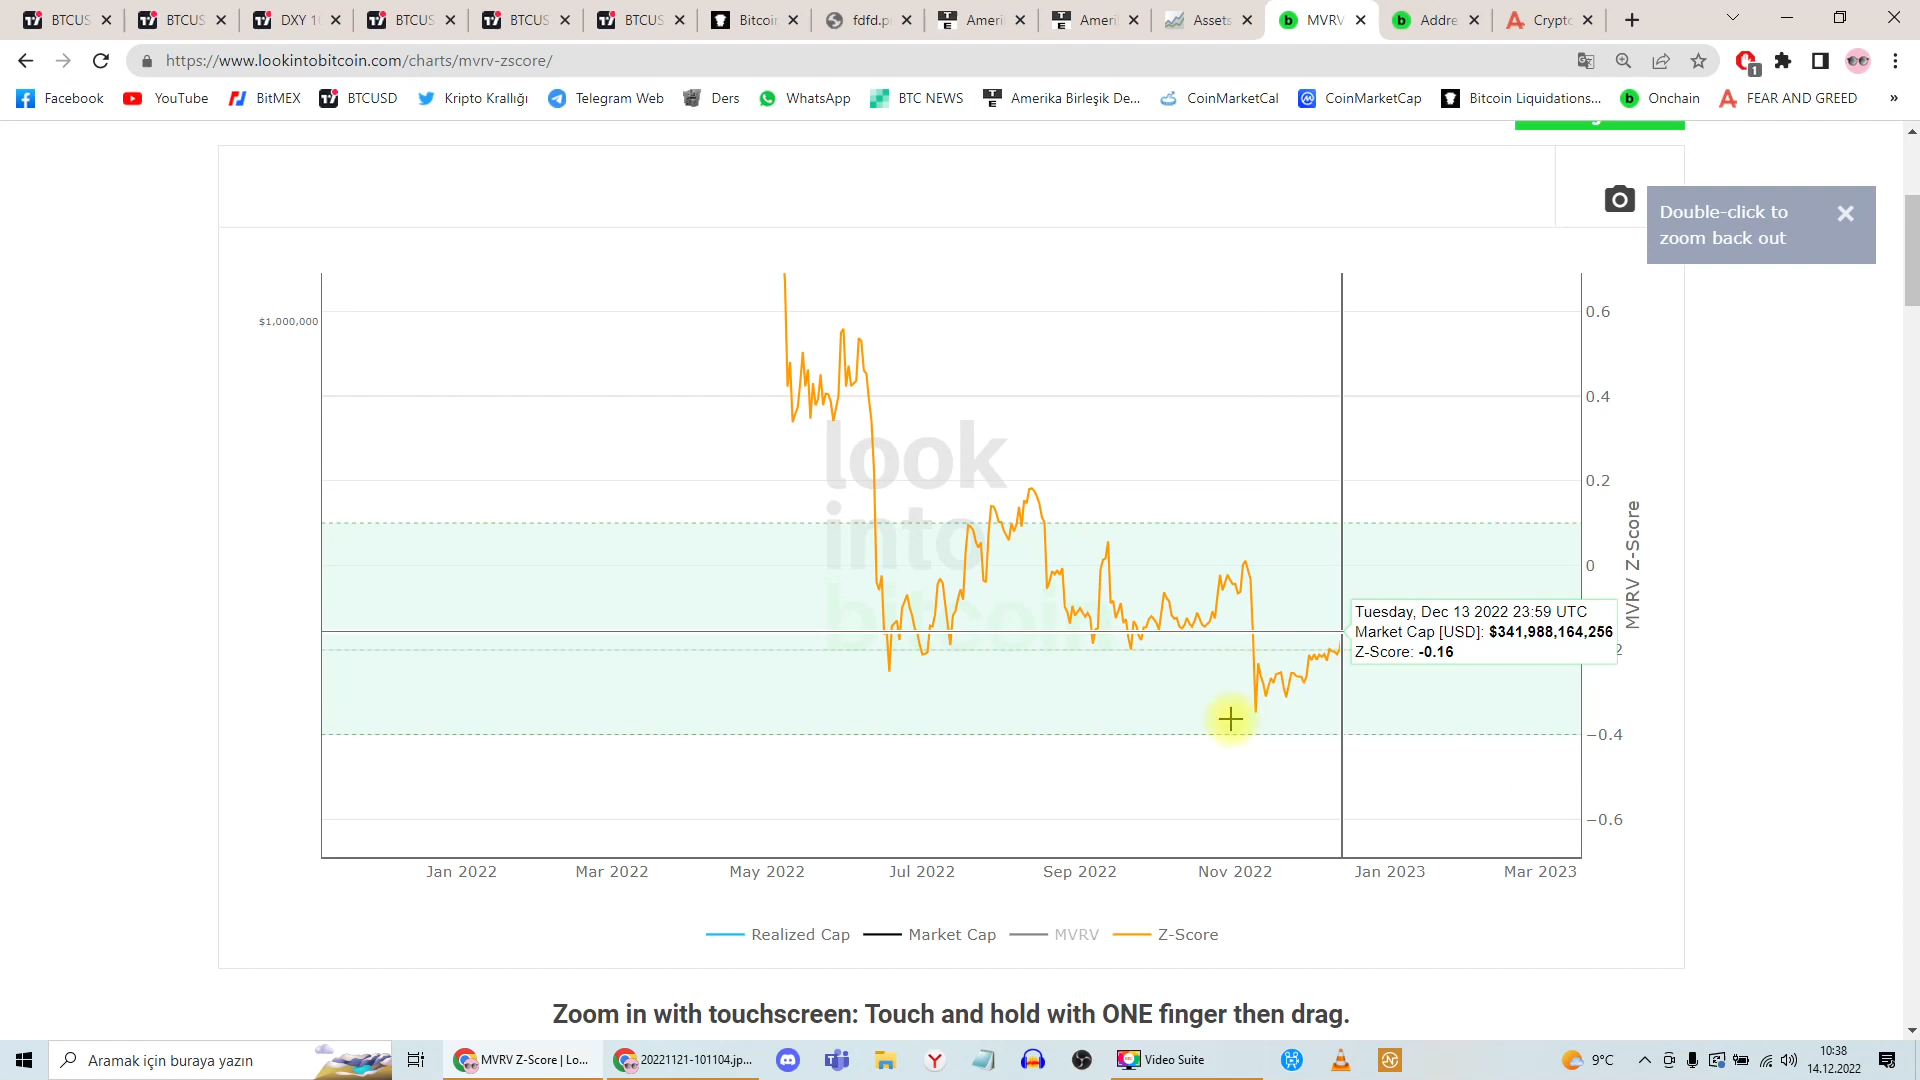 BTCUS
BTCUS
DXY 1
BTCUS
BTCUS
BTCUS
Bitcoi
fdfd.p
Ameri
Ameri
Assets
MVRV
Addre
Crypto
https://www.lookintobitcoin.com/charts/mvrv-zscore/
1
Facebook
YouTube
BitMEX
BTCUSD
Kripto Krallığı
Telegram Web
Ders
WhatsApp
BTC NEWS
Amerika Birleşik De...
CoinMarketCal
CoinMarketCap
Bitcoin Liquidations...
Onchain
FEAR AND GREED
»
Double-click to
zoom back out
$1,000,000
look
into
bitcoin
0.6
0.4
0.2
0
−0.4
−0.6
MVRV Z-Score
Tuesday, Dec 13 2022 23:59 UTC
Market Cap [USD]: $341,988,164,256
Z-Score: -0.16
2
Jan 2022
Mar 2022
May 2022
Jul 2022
Sep 2022
Nov 2022
Jan 2023
Mar 2023
Realized Cap
Market Cap
MVRV
Z-Score
Zoom in with touchscreen: Touch and hold with ONE finger then drag.
Aramak için buraya yazın
MVRV Z-Score | Lo...
20221121-101104.jp...
Video Suite
9°C
10:38
14.12.2022